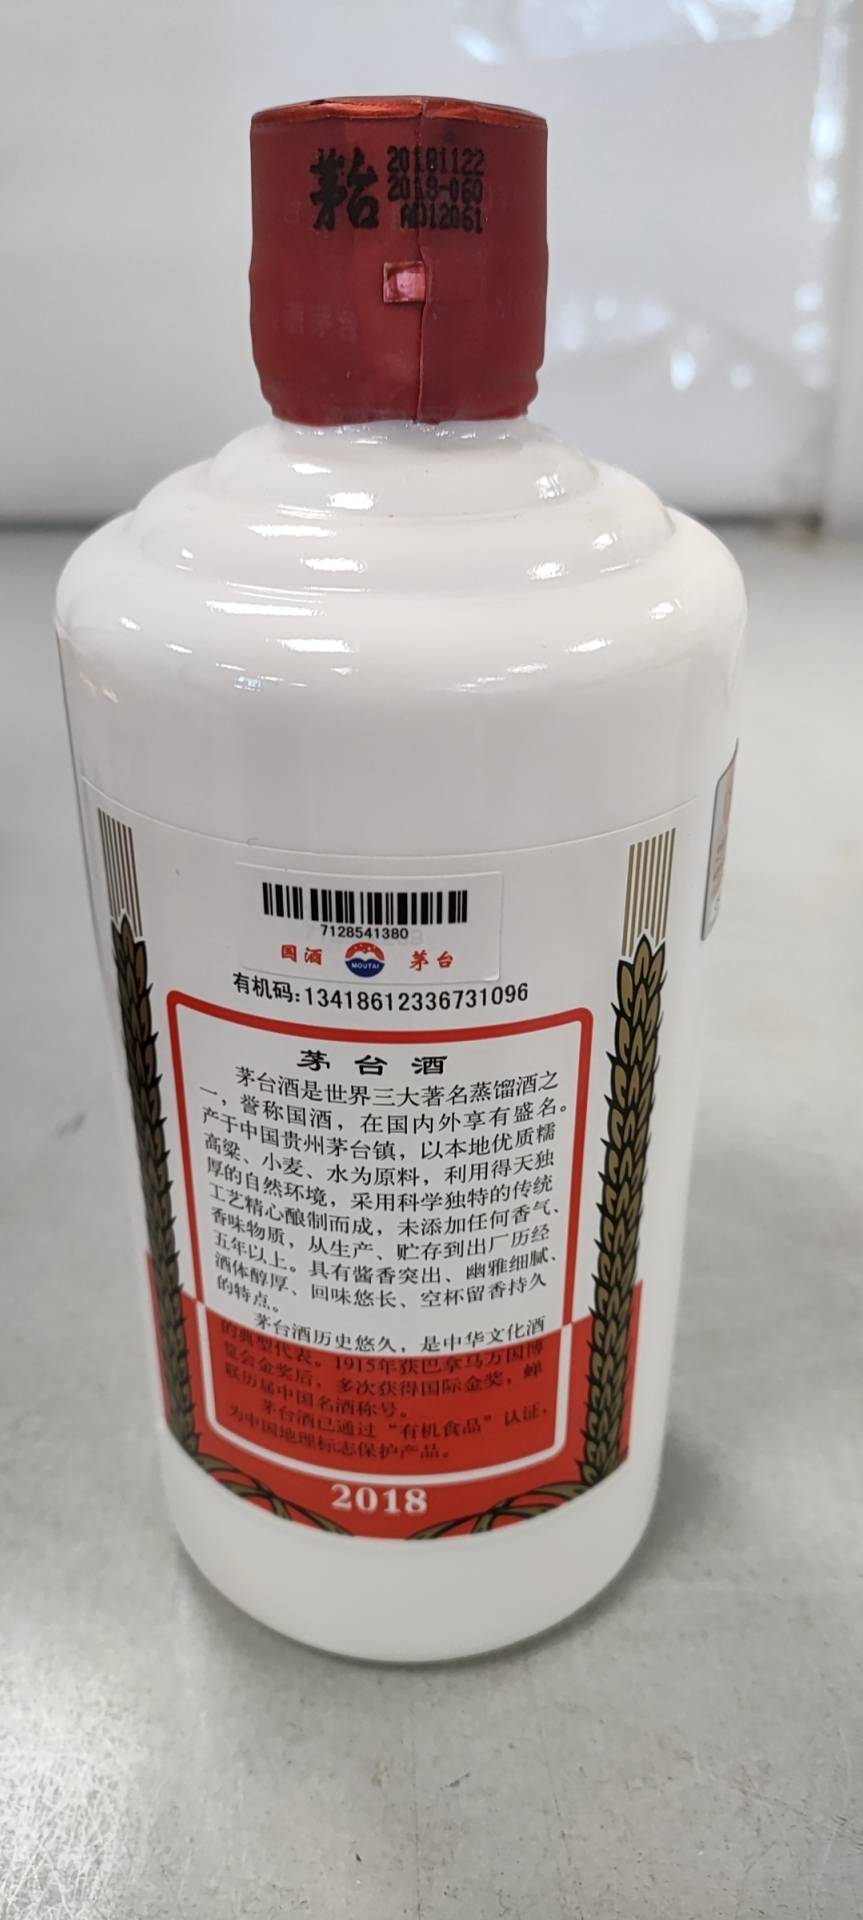 茅台
20181122
2018-060
AD12061
7128541380
国酒
MOUTAI
茅台
有机码:13418612336731096
茅台酒
茅台酒是世界三大著名蒸馏酒之
一，誉称国酒，在国内外享有盛名。
产于中国贵州茅台镇，以本地优质糯
高粱、小麦、水为原料，利用得天独
厚的自然环境，采用科学独特的传统
工艺精心酿制而成，未添加任何香气、
香味物质，从生产、贮存到出厂历经
五年以上。具有酱香突出、幽雅细腻、
酒体醇厚、回味悠长、空杯留香持久
的特点。
茅台酒历史悠久，是中华文化酒
的典型代表。1915年获巴拿马万国博
览会金奖后，多次获得国际金奖，蝉
联历届中国名酒称号。
茅台酒已通过“有机食品”认证，
为中国地理标志保护产品。
2018